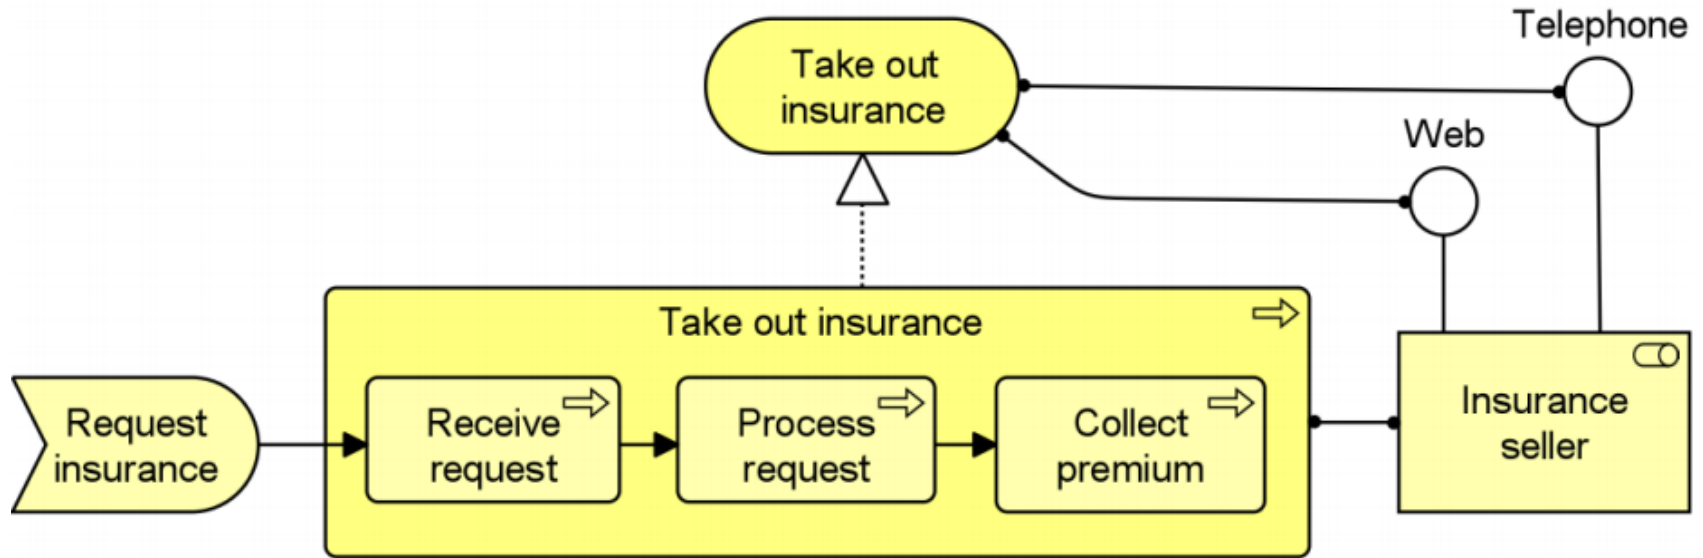 Telephone
Take out
insurance
Web
Take out insurance
Request
insurance
Receive
request
Process
request
Collect
premium
Insurance
seller